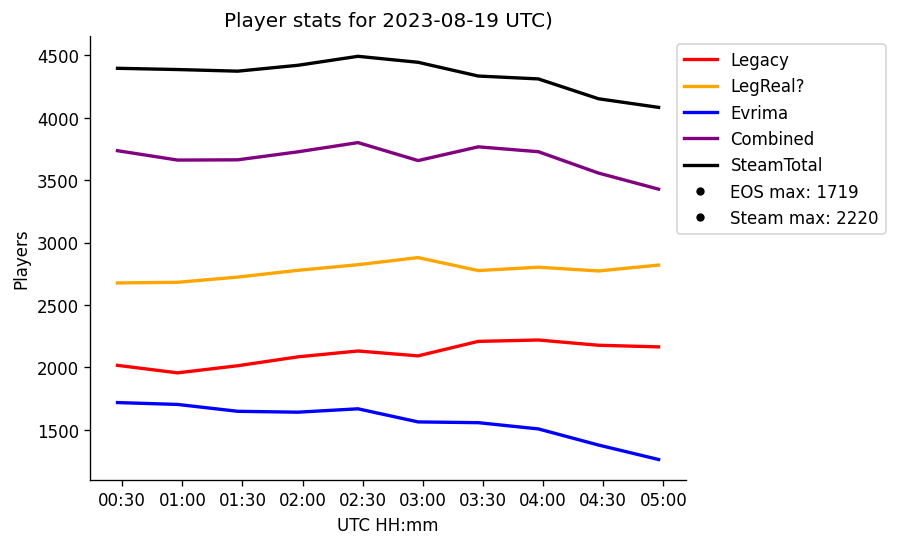 Player stats for 2023-08-19 UTC)
Players
4500
4000
3500
3000
2500
2000
1500
00:30 01:00 01:30 02:00 02:30 03:00 03:30 04:00 04:30 05:00
UTC HH:mm
Legacy
LegReal?
Evrima
Combined
SteamTotal
EOS max: 1719
Steam max: 2220